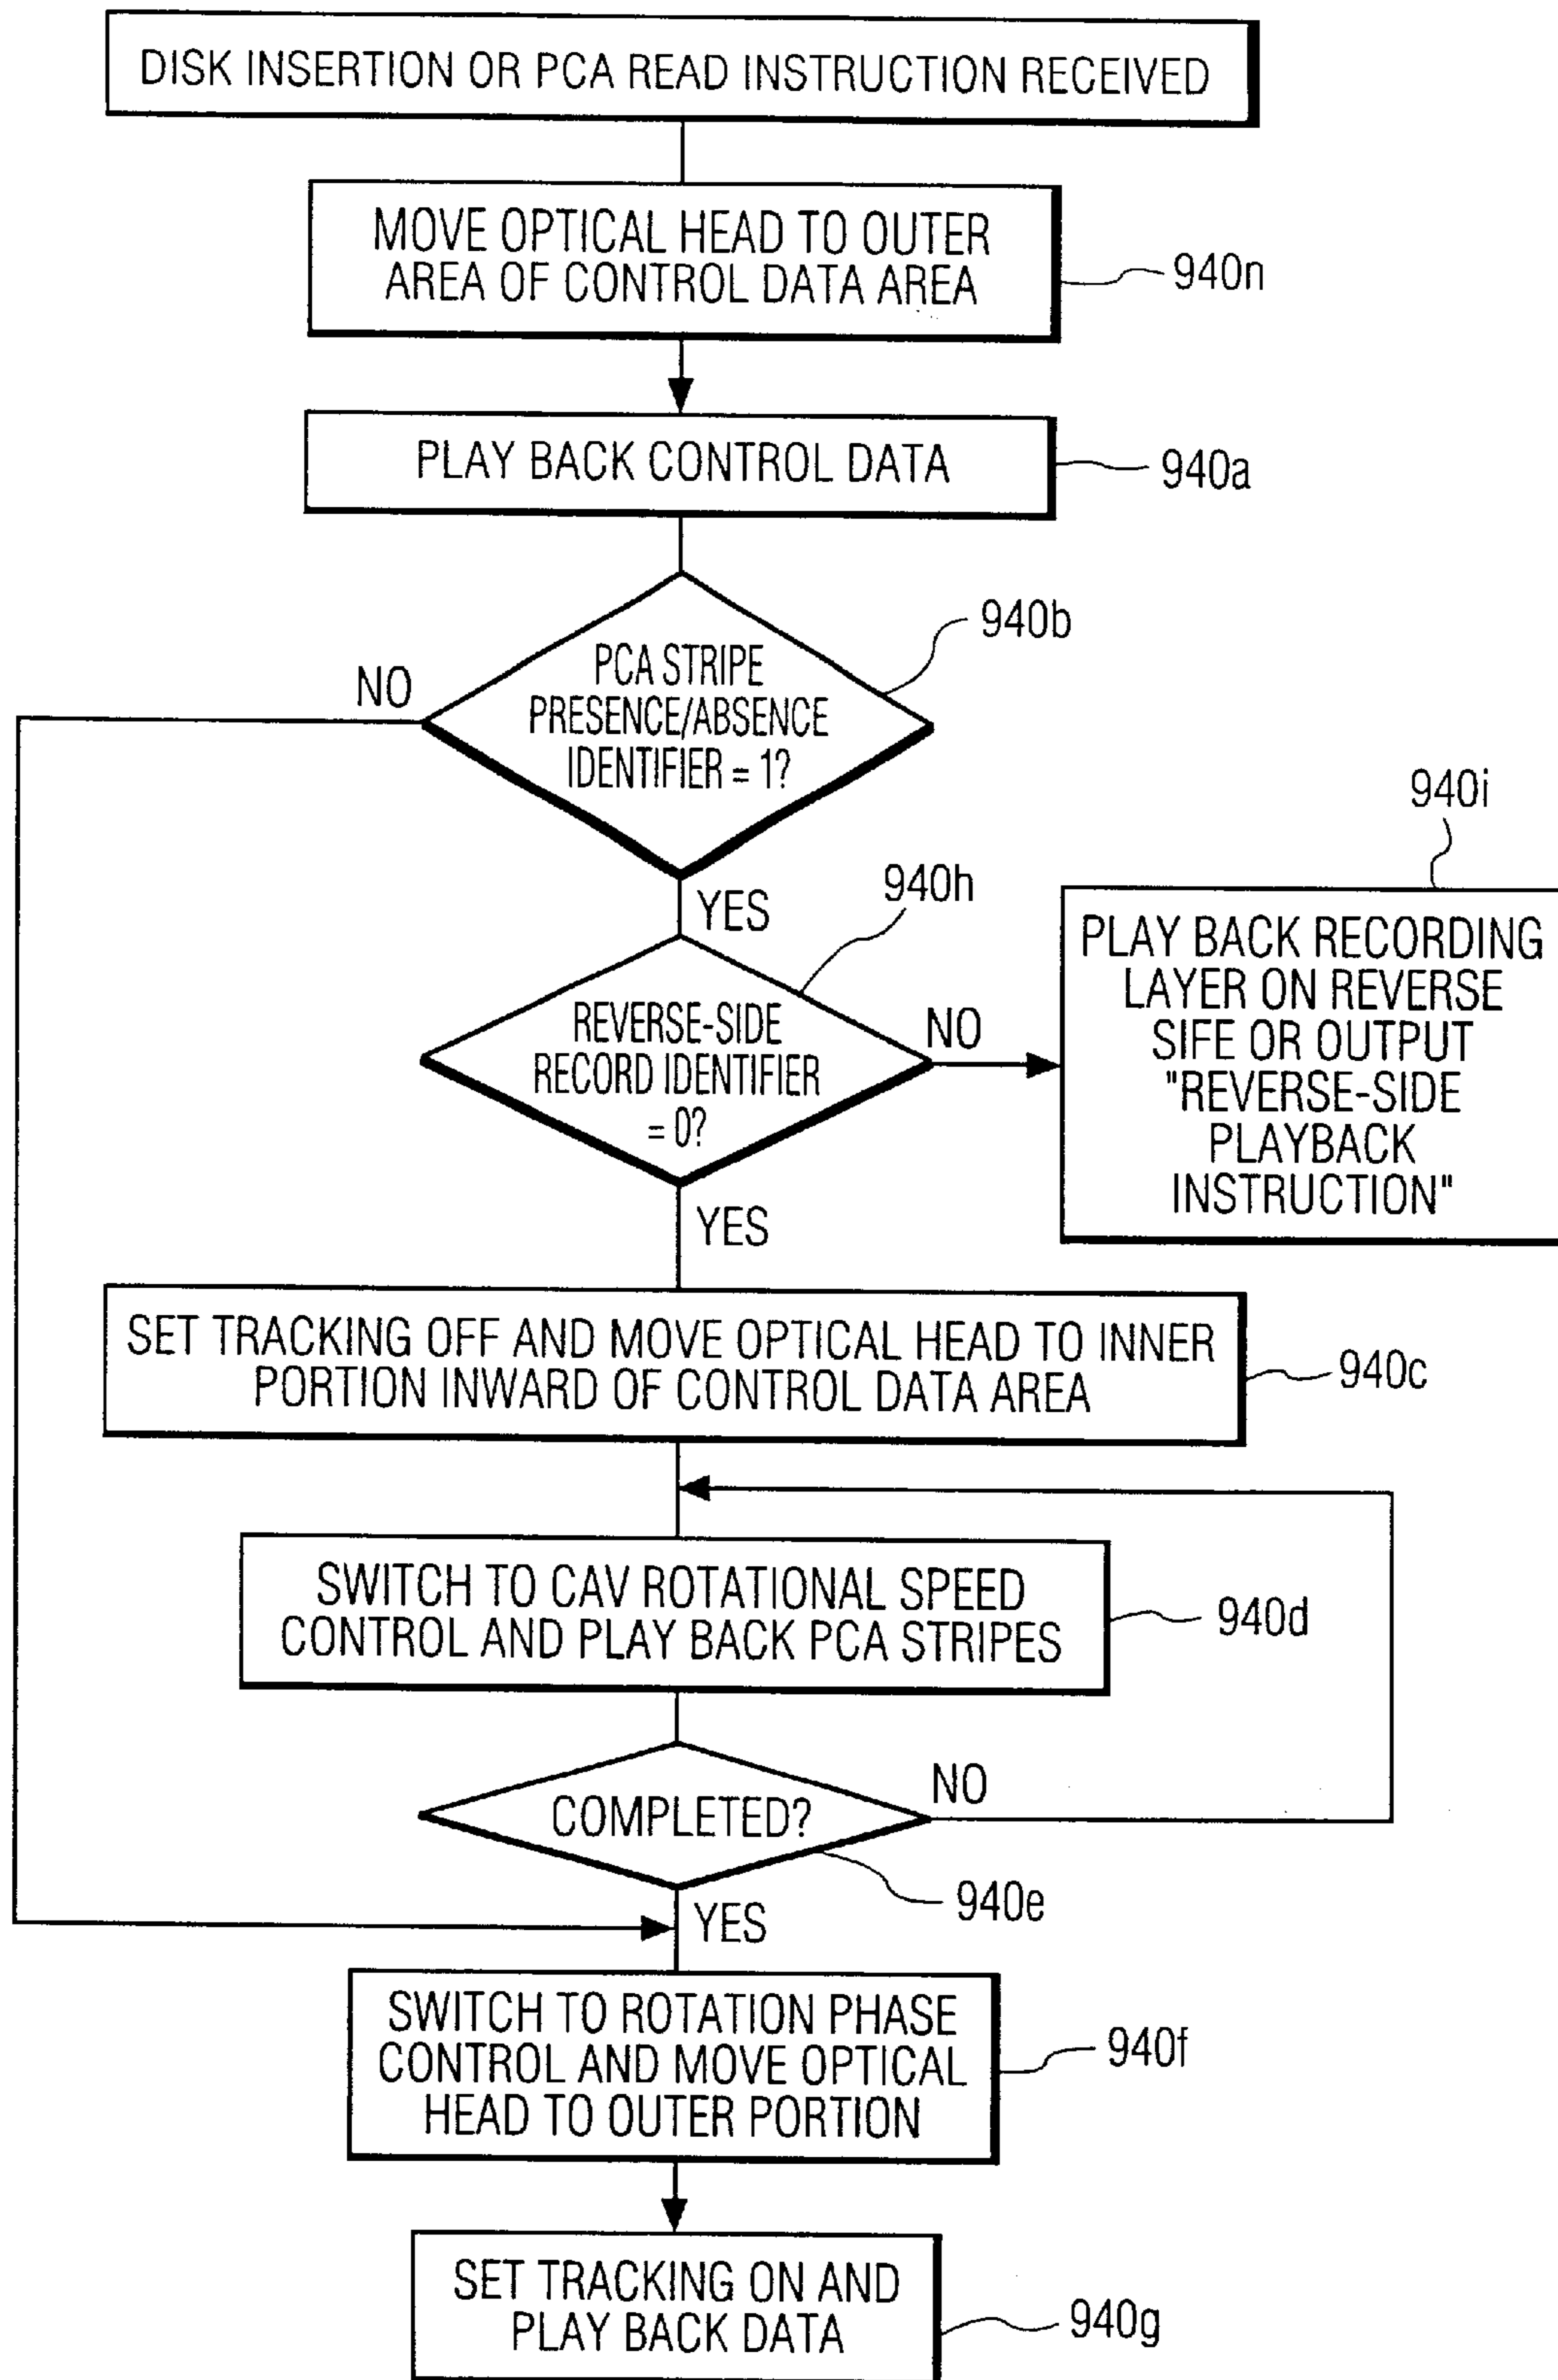 DISK INSERTION OR PCA READ INSTRUCTION RECEIVED
MOVE OPTICAL HEAD TO OUTER
AREA OF CONTROL DATA AREA
940n
PLAY BACK CONTROL DATA
940a
940b
PCA STRIPE
PRESENCE/ABSENCE
IDENTIFIER = 1?
NO
YES
940h
REVERSE-SIDE
RECORD IDENTIFIER
= 0?
NO
940i
PLAY BACK RECORDING
LAYER ON REVERSE
SIFE OR OUTPUT
"REVERSE-SIDE
PLAYBACK
INSTRUCTION"
YES
SET TRACKING OFF AND MOVE OPTICAL HEAD TO INNER
PORTION INWARD OF CONTROL DATA AREA
940c
SWITCH TO CAV ROTATIONAL SPEED
CONTROL AND PLAY BACK PCA STRIPES
940d
COMPLETED?
NO
940e
YES
SWITCH TO ROTATION PHASE
CONTROL AND MOVE OPTICAL
HEAD TO OUTER PORTION
940f
SET TRACKING ON AND
PLAY BACK DATA
940g